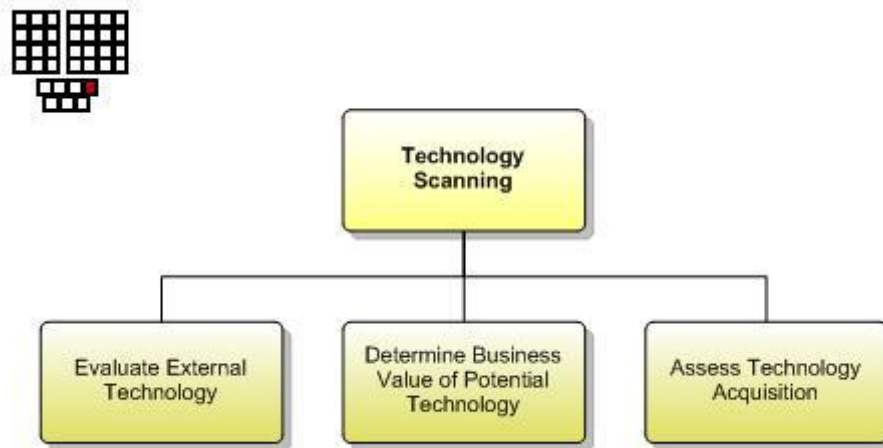 Technology
Scanning
Evaluate External
Technology
Determine Business
Value of Potential
Technology
Assess Technology
Acquisition